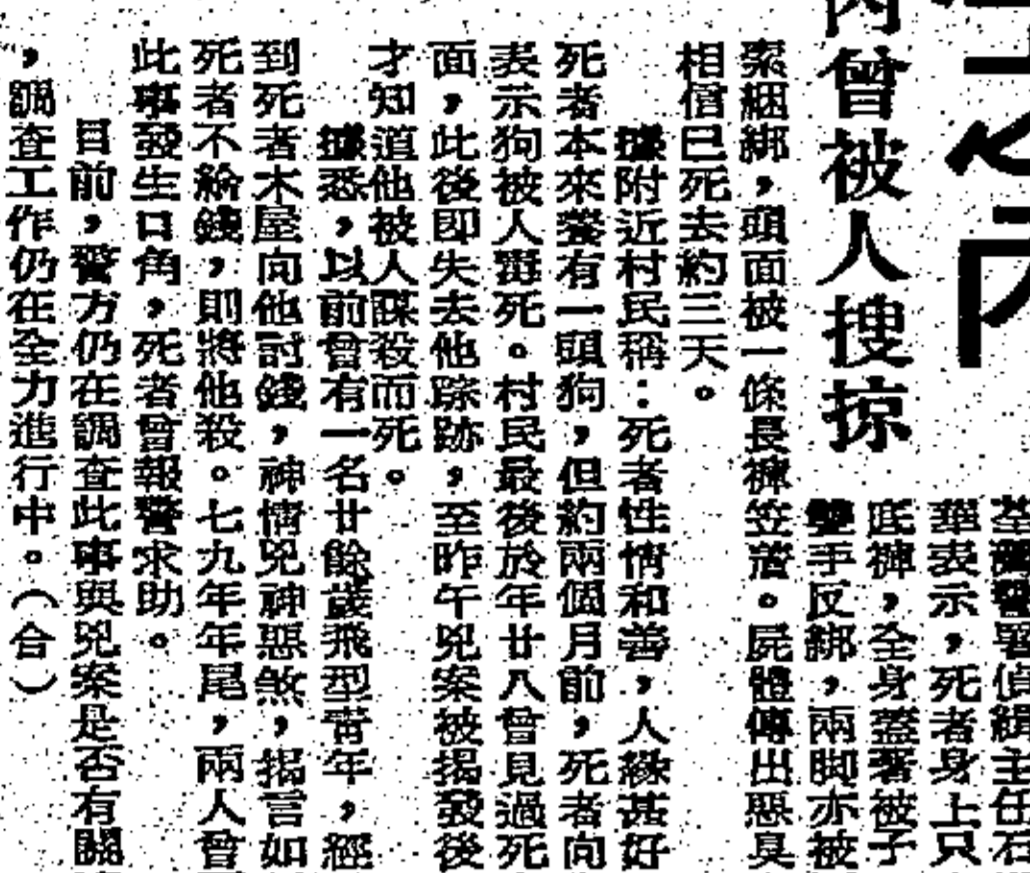 內
內曾被人搜掠
荃灣警署偵緝主任石
華表示，死者身上只
底褲，全身蓋著被子
雙手反綁，兩脚亦被
索綑綁，頭面被一條長褲笠着。屍體傳出惡臭
相信已死去約三天。
據附近村民稱：死者性情和善，人緣甚好
死者本來養有一頭狗，但約兩個月前，死者向
表示狗被人毒死。村民最後於年廿八曾見過死
面，此後即失去他踪跡，至昨午兇案被揭發後
才知道他被人謀殺而死。
據悉，以前曾有一名廿餘歲飛型青年，經
到死者木屋向他討錢，神情兇神惡煞，揚言如
死者不給錢，則將他殺。七九年年尾，兩人曾
此事發生口角，死者曾報警求助。
目前，警方仍在調查此事與兇案是否有關
，調查工作仍在全力進行中。（合）